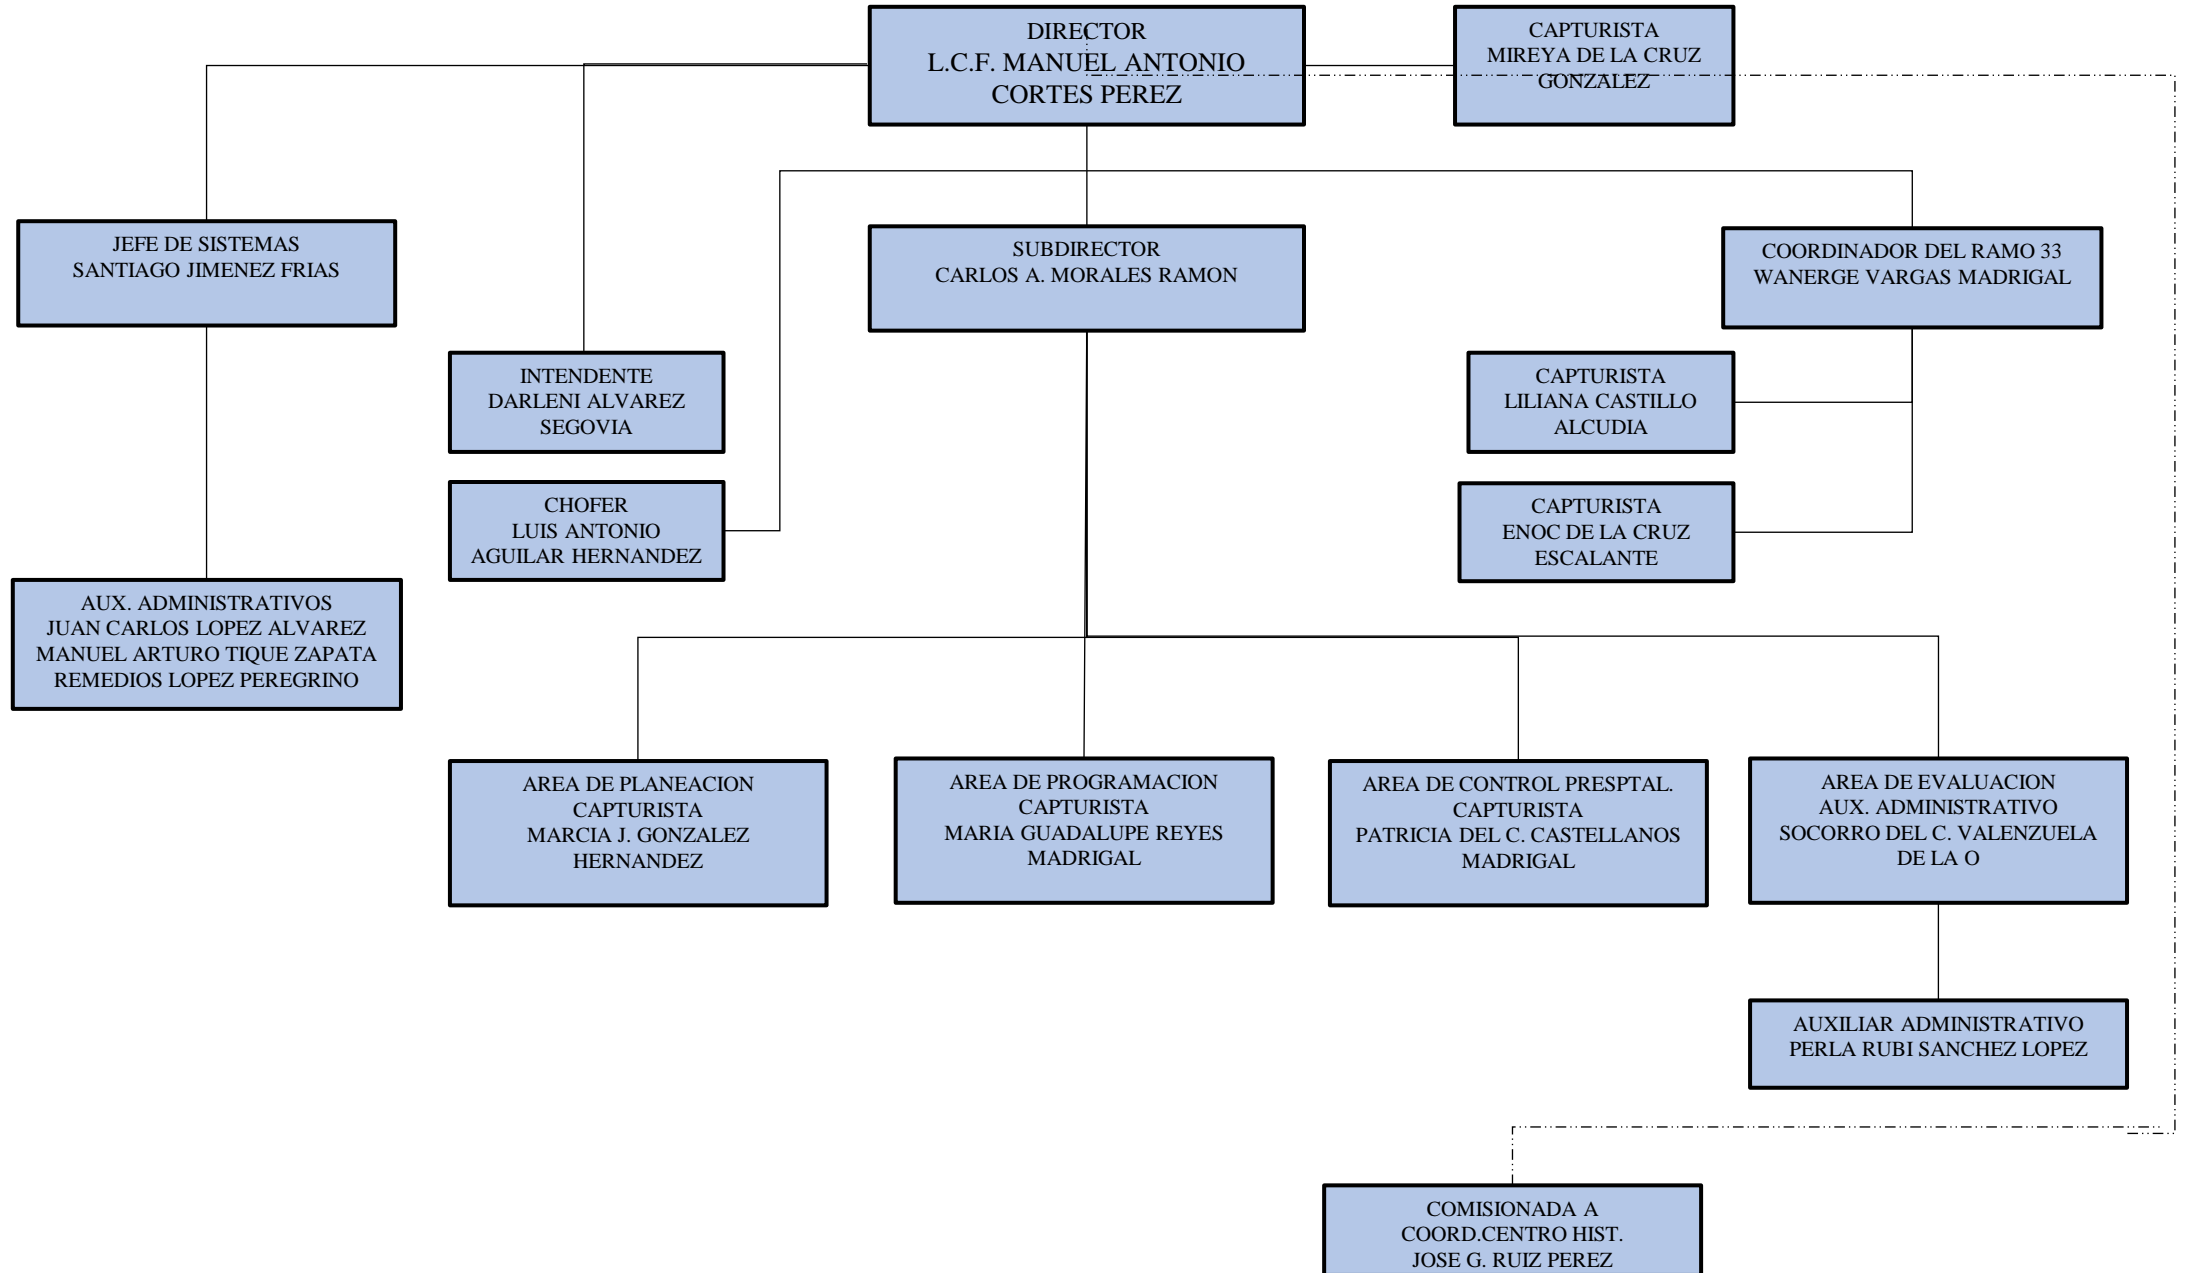 DIRECTOR
L.C.F. MANUEL ANTONIO
CORTES PEREZ
CAPTURISTA
MIREYA DE LA CRUZ
GONZALEZ
JEFE DE SISTEMAS
SANTIAGO JIMENEZ FRIAS
SUBDIRECTOR
CARLOS A. MORALES RAMON
COORDINADOR DEL RAMO 33
WANERGE VARGAS MADRIGAL
INTENDENTE
DARLENI ALVAREZ
SEGOVIA
CAPTURISTA
LILIANA CASTILLO
ALCUDIA
CHOFER
LUIS ANTONIO
AGUILAR HERNANDEZ
CAPTURISTA
ENOC DE LA CRUZ
ESCALANTE
AUX. ADMINISTRATIVOS
JUAN CARLOS LOPEZ ALVAREZ
MANUEL ARTURO TIQUE ZAPATA
REMEDIOS LOPEZ PEREGRINO
AREA DE PLANEACION
CAPTURISTA
MARCIA J. GONZALEZ
HERNANDEZ
AREA DE PROGRAMACION
CAPTURISTA
MARIA GUADALUPE REYES
MADRIGAL
AREA DE CONTROL PRESPTAL.
CAPTURISTA
PATRICIA DEL C. CASTELLANOS
MADRIGAL
AREA DE EVALUACION
AUX. ADMINISTRATIVO
SOCORRO DEL C. VALENZUELA
DE LA O
AUXILIAR ADMINISTRATIVO
PERLA RUBI SANCHEZ LOPEZ
COMISIONADA A
COORD.CENTRO HIST.
JOSE G. RUIZ PEREZ